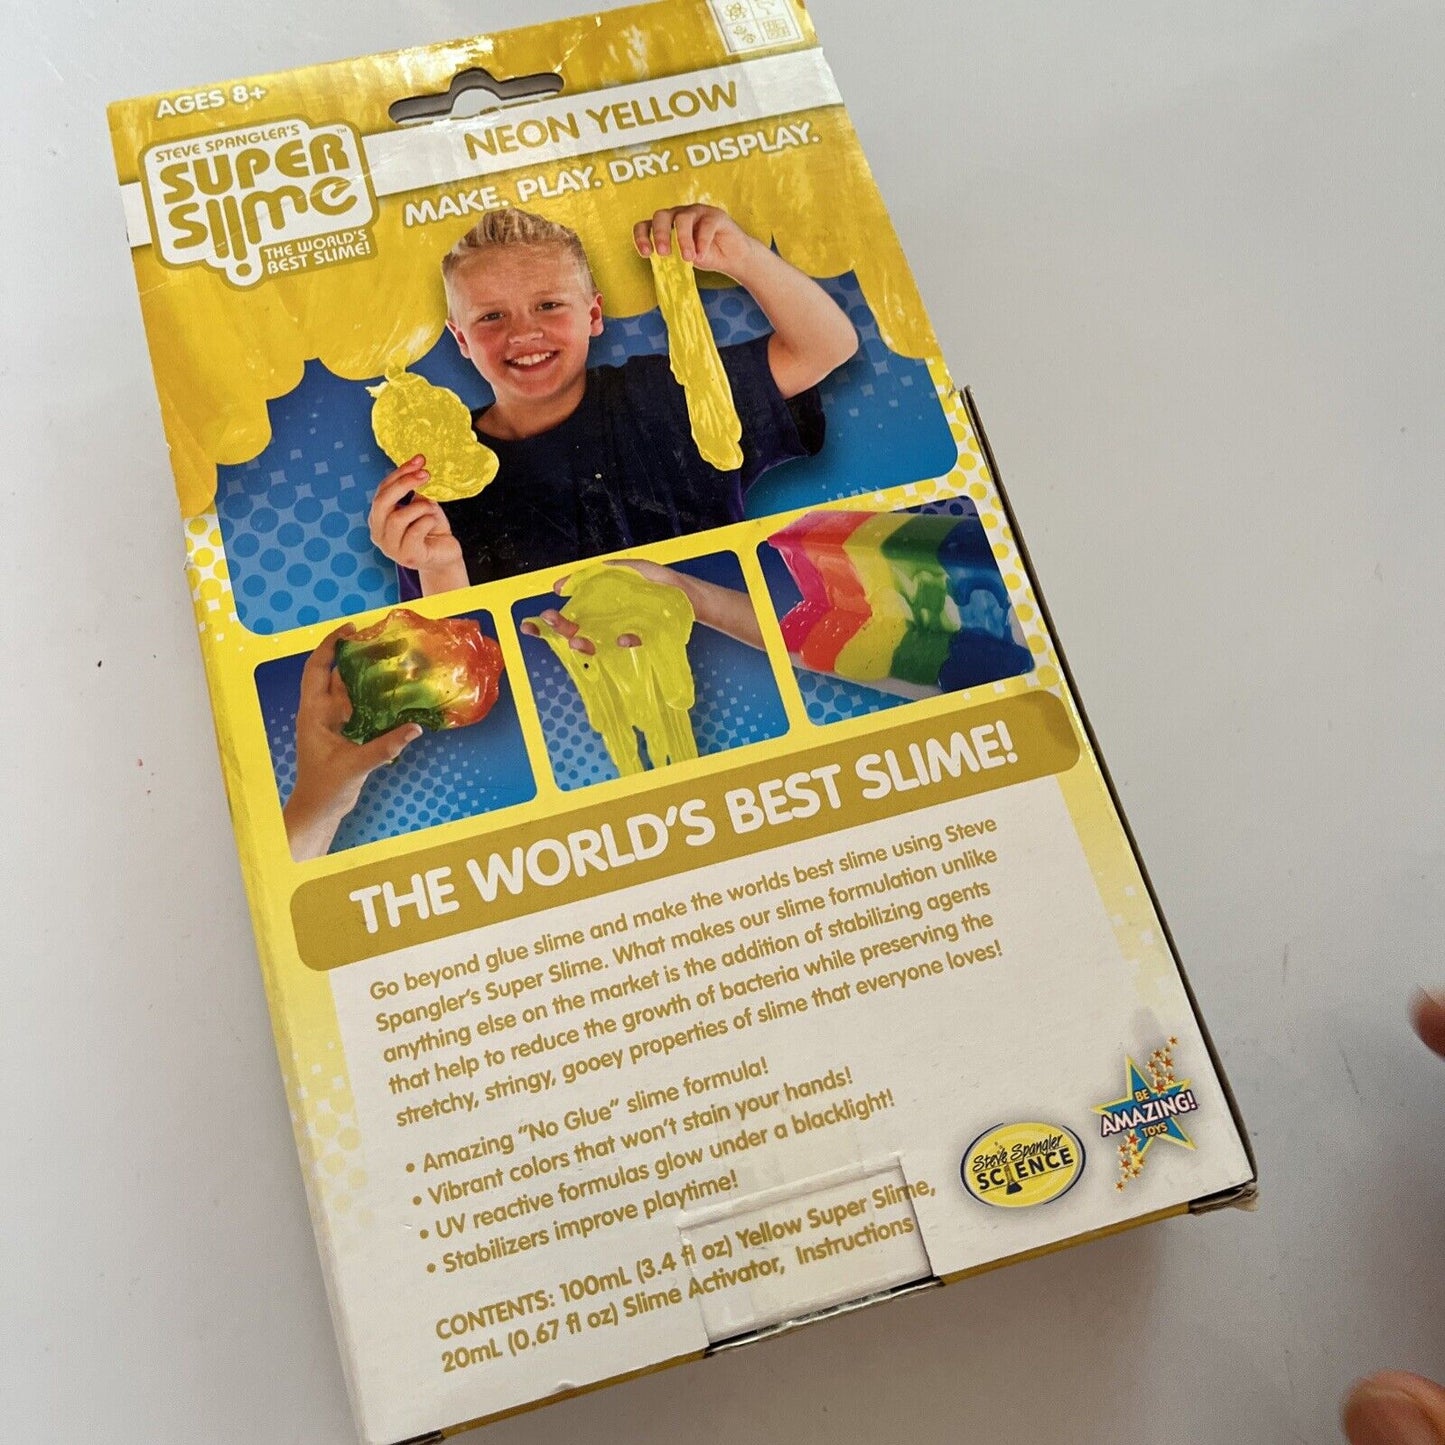 AGES 8+
STEVE SPANGLER'S
SUPER
SLIME™
THE WORLD'S
BEST SLIME!
NEON YELLOW
MAKE. PLAY. DRY. DISPLAY.
THE WORLD'S BEST SLIME!
Go beyond glue slime and make the worlds best slime using Steve
Spangler's Super Slime. What makes our slime formulation unlike
anything else on the market is the addition of stabilizing agents
that help to reduce the growth of bacteria while preserving the
stretchy, stringy, gooey properties of slime that everyone loves!
• Amazing "No Glue" slime formula!
• Vibrant colors that won't stain your hands!
• UV reactive formulas glow under a blacklight!
• Stabilizers improve playtime!
CONTENTS: 100mL (3.4 fl oz) Yellow Super Slime,
20mL (0.67 fl oz) Slime Activator, Instructions
Steve Spangler
SCIENCE
BE
AMAZING!
TOYS